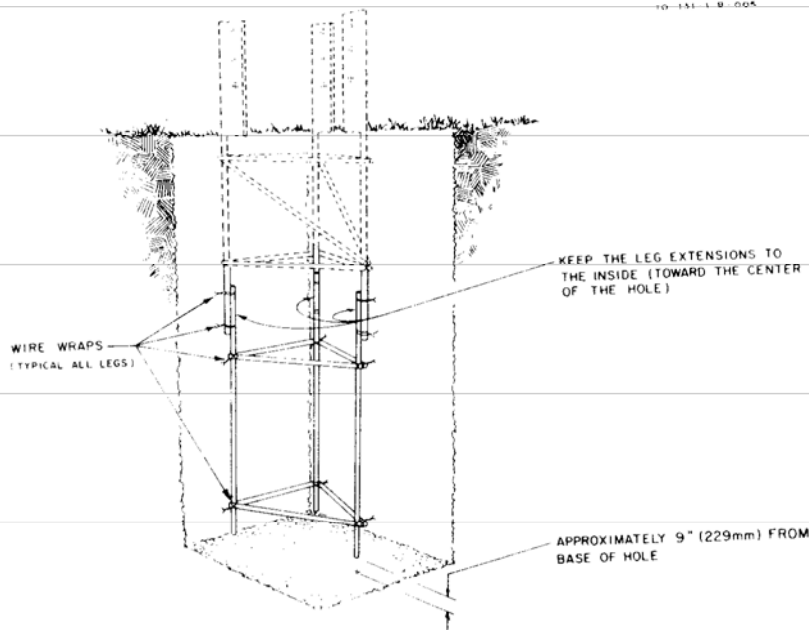 KEEP THE LEG EXTENSIONS TO
THE INSIDE (TOWARD THE CENTER
OF THE HOLE)
WIRE WRAPS
(TYPICAL ALL LEGS)
APPROXIMATELY 9" (229mm) FROM
BASE OF HOLE